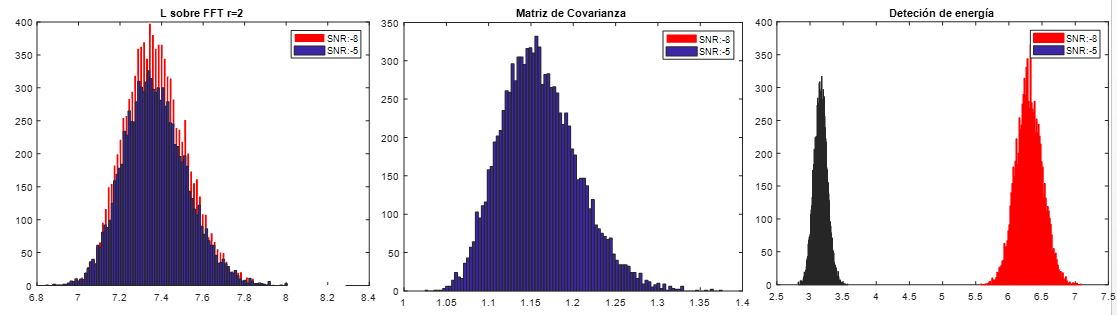 L sobre FFT r=2
400
350
300
250
200
150
100
50
0
6.8 7 7.2 7.4 7.6 7.8 8 8.2 8.4
SNR:-8
SNR:-5
Matriz de Covarianza
350
300
250
200
150
100
50
0
1 1.05 1.1 1.15 1.2 1.25 1.3 1.35 1.4
SNR:-8
SNR:-5
Deteción de energía
400
350
300
250
200
150
100
50
0
2.5 3 3.5 4 4.5 5 5.5 6 6.5 7 7.5
SNR:-8
SNR:-5